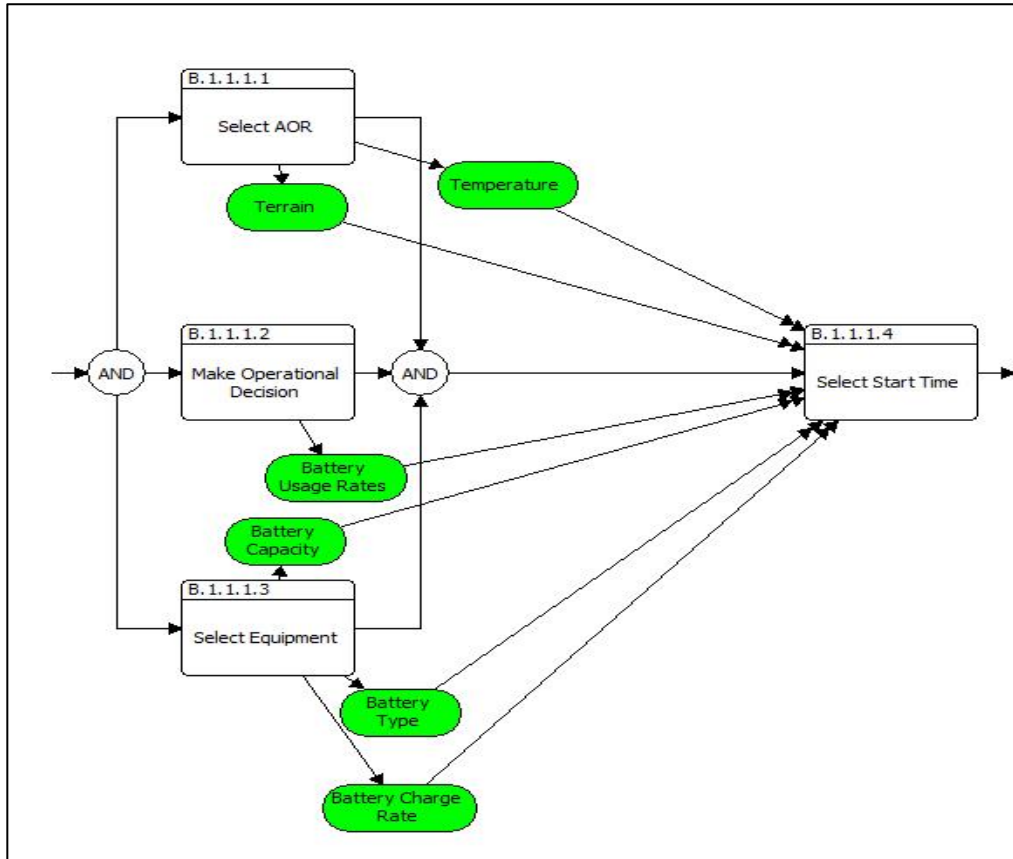 B.1.1.1.1
Select AOR
Temperature
Terrain
B.1.1.1.2
Make Operational
Decision
AND
AND
B.1.1.1.4
Select Start Time
Battery
Usage Rates
Battery
Capacity
B.1.1.1.3
Select Equipment
Battery
Type
Battery Charge
Rate